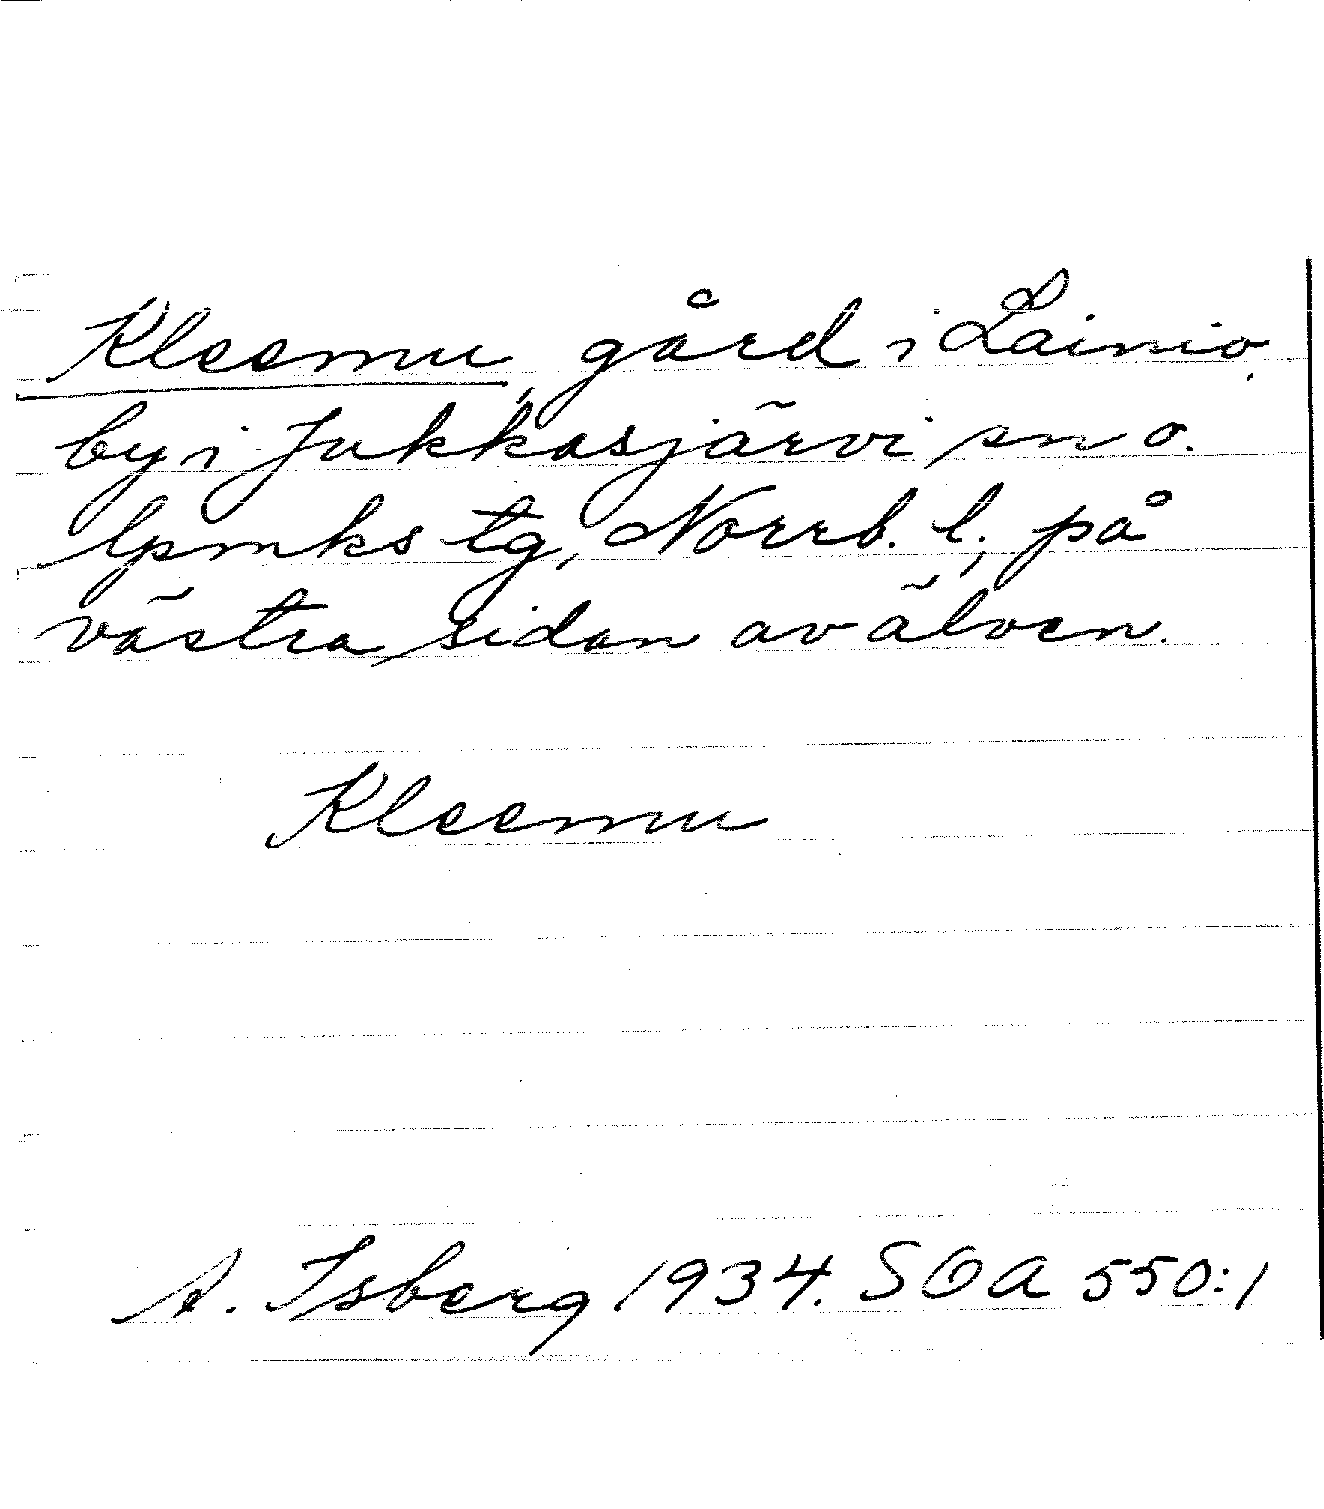 Kleemu, gård i Lainio
by i Jukkasjärvi sn o.
lpmks tg, Norrb. l., på
västra sidan av älven.
Kleemu
A. Isberg 1934. SOA 550:1